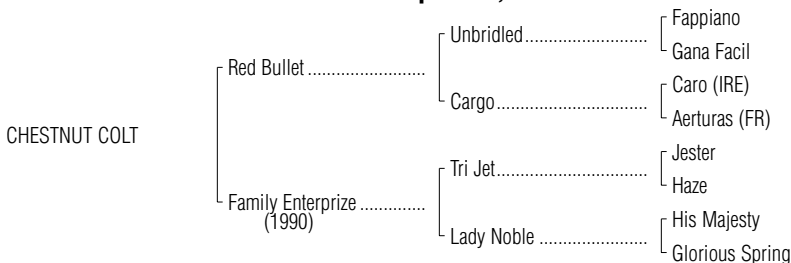 Fappiano
Unbridled
Gana Facil
Red Bullet
Caro (IRE)
Cargo
Aerturas (FR)
CHESTNUT COLT
Jester
Tri Jet
Haze
Family Enterprize
(1990)
His Majesty
Lady Noble
Glorious Spring